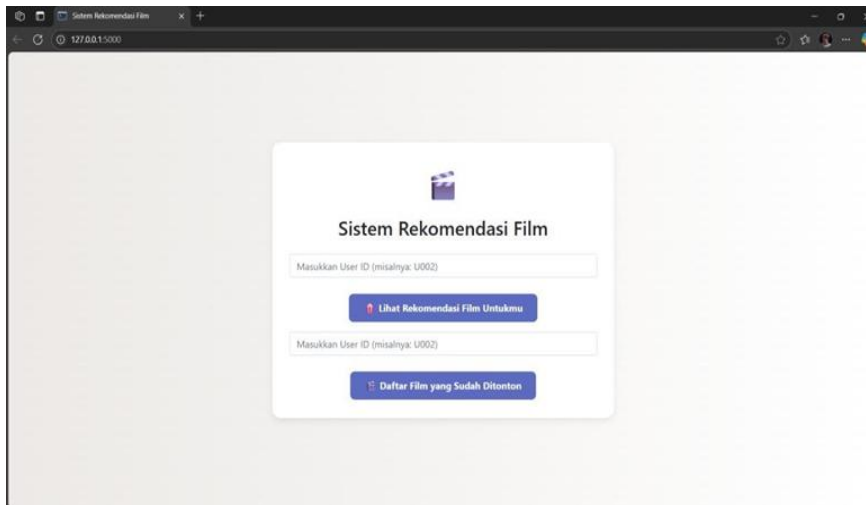 Sistem Rekomendasi Film
127.0.0.1:5000
Sistem Rekomendasi Film
Masukkan User ID (misalnya: U002)
Lihat Rekomendasi Film Untukmu
Masukkan User ID (misalnya: U002)
Daftar Film yang Sudah Ditonton